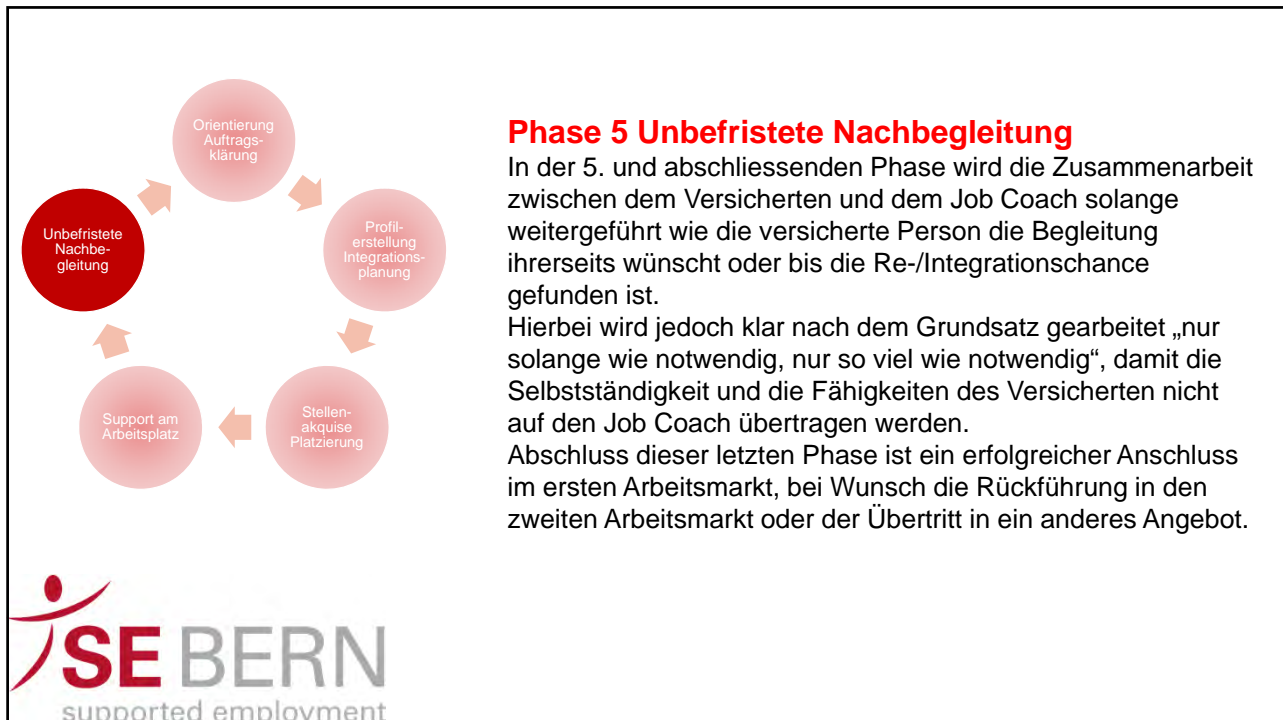 Orientierung
Auftrags-
klärung
Profil-
erstellung
Integrations-
planung
Stellen-
akquise
Platzierung
Support am
Arbeitsplatz
Unbefristete
Nachbe-
gleitung
Phase 5 Unbefristete Nachbegleitung
In der 5. und abschliessenden Phase wird die Zusammenarbeit
zwischen dem Versicherten und dem Job Coach solange
weitergeführt wie die versicherte Person die Begleitung
ihrerseits wünscht oder bis die Re-/Integrationschance
gefunden ist.
Hierbei wird jedoch klar nach dem Grundsatz gearbeitet „nur
solange wie notwendig, nur so viel wie notwendig“, damit die
Selbstständigkeit und die Fähigkeiten des Versicherten nicht
auf den Job Coach übertragen werden.
Abschluss dieser letzten Phase ist ein erfolgreicher Anschluss
im ersten Arbeitsmarkt, bei Wunsch die Rückführung in den
zweiten Arbeitsmarkt oder der Übertritt in ein anderes Angebot.
SE BERN
supported employment